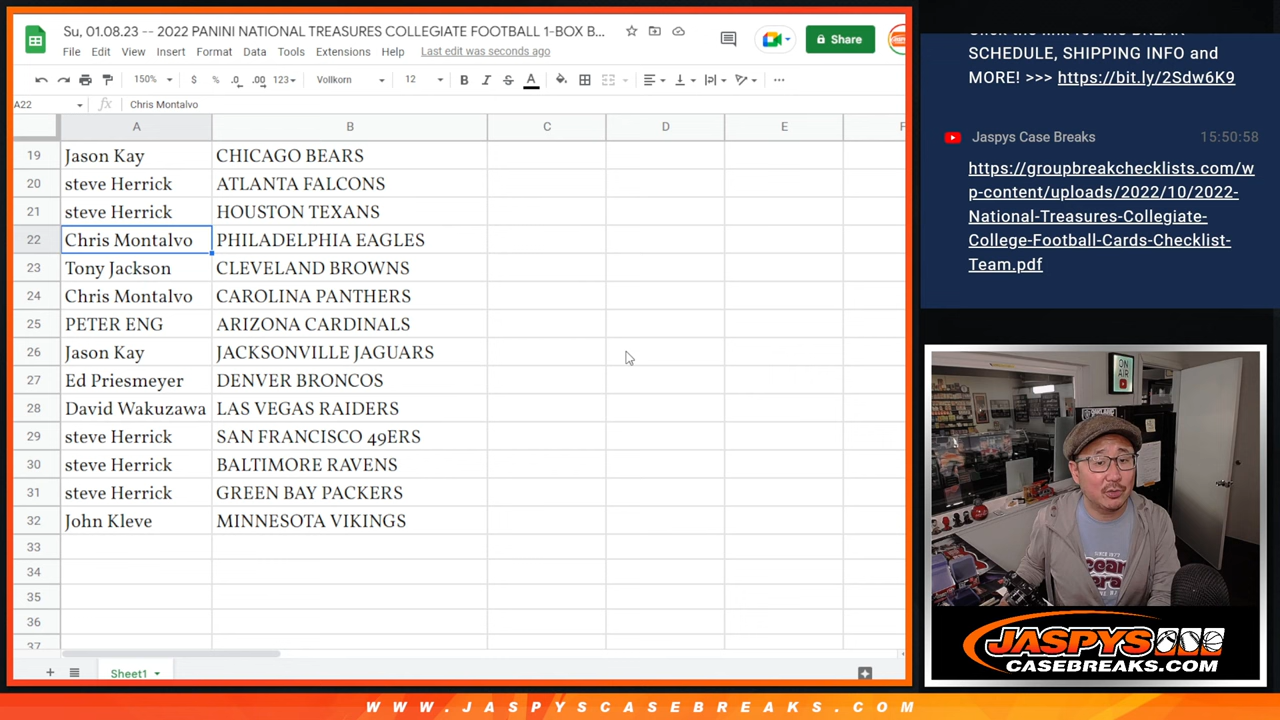 Su, 01.08.23 -- 2022 PANINI NATIONAL TREASURES COLLEGIATE FOOTBALL 1-BOX B...
File Edit View Insert Format Data Tools Extensions Help Last edit was seconds ago
Share
150% $ % .0 .00 123 Vollkorn 12 B I S A
A22 fx Chris Montalvo
A B C D E F
19 Jason Kay CHICAGO BEARS
20 steve Herrick ATLANTA FALCONS
21 steve Herrick HOUSTON TEXANS
22 Chris Montalvo PHILADELPHIA EAGLES
23 Tony Jackson CLEVELAND BROWNS
24 Chris Montalvo CAROLINA PANTHERS
25 PETER ENG ARIZONA CARDINALS
26 Jason Kay JACKSONVILLE JAGUARS
27 Ed Priesmeyer DENVER BRONCOS
28 David Wakuzawa LAS VEGAS RAIDERS
29 steve Herrick SAN FRANCISCO 49ERS
30 steve Herrick BALTIMORE RAVENS
31 steve Herrick GREEN BAY PACKERS
32 John Kleve MINNESOTA VIKINGS
33
34
35
36
37
Sheet1
SCHEDULE, SHIPPING INFO and
MORE! >>> https://bit.ly/2Sdw6K9
Jaspys Case Breaks 15:50:58
https://groupbreakchecklists.com/w
p-content/uploads/2022/10/2022-
National-Treasures-Collegiate-
College-Football-Cards-Checklist-
Team.pdf
ON
AIR
JASPYS
CASEBREAKS.COM
WWW.JASPYSCASEBREAKS.COM